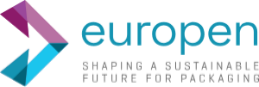 europen
SHAPING A SUSTAINABLE
FUTURE FOR PACKAGING